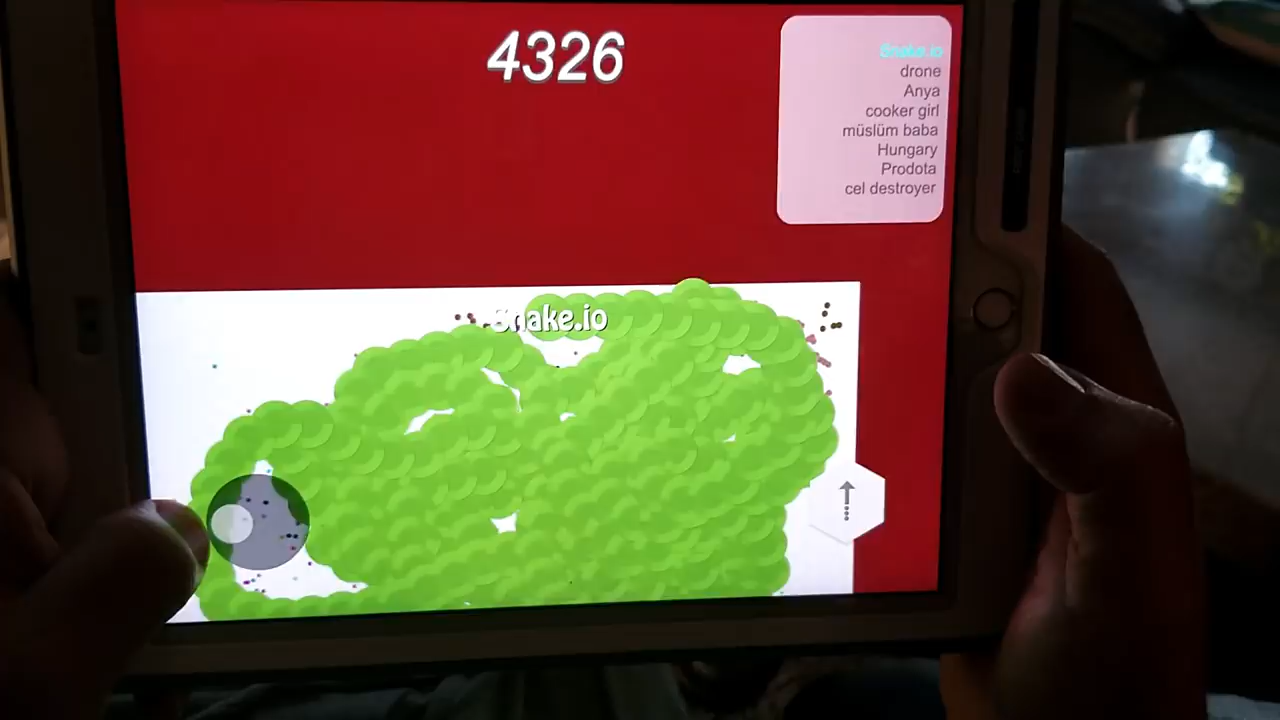 4326
Snake.io
drone
Anya
cooker girl
müslüm baba
Hungary
Prodota
cel destroyer
Snake.io